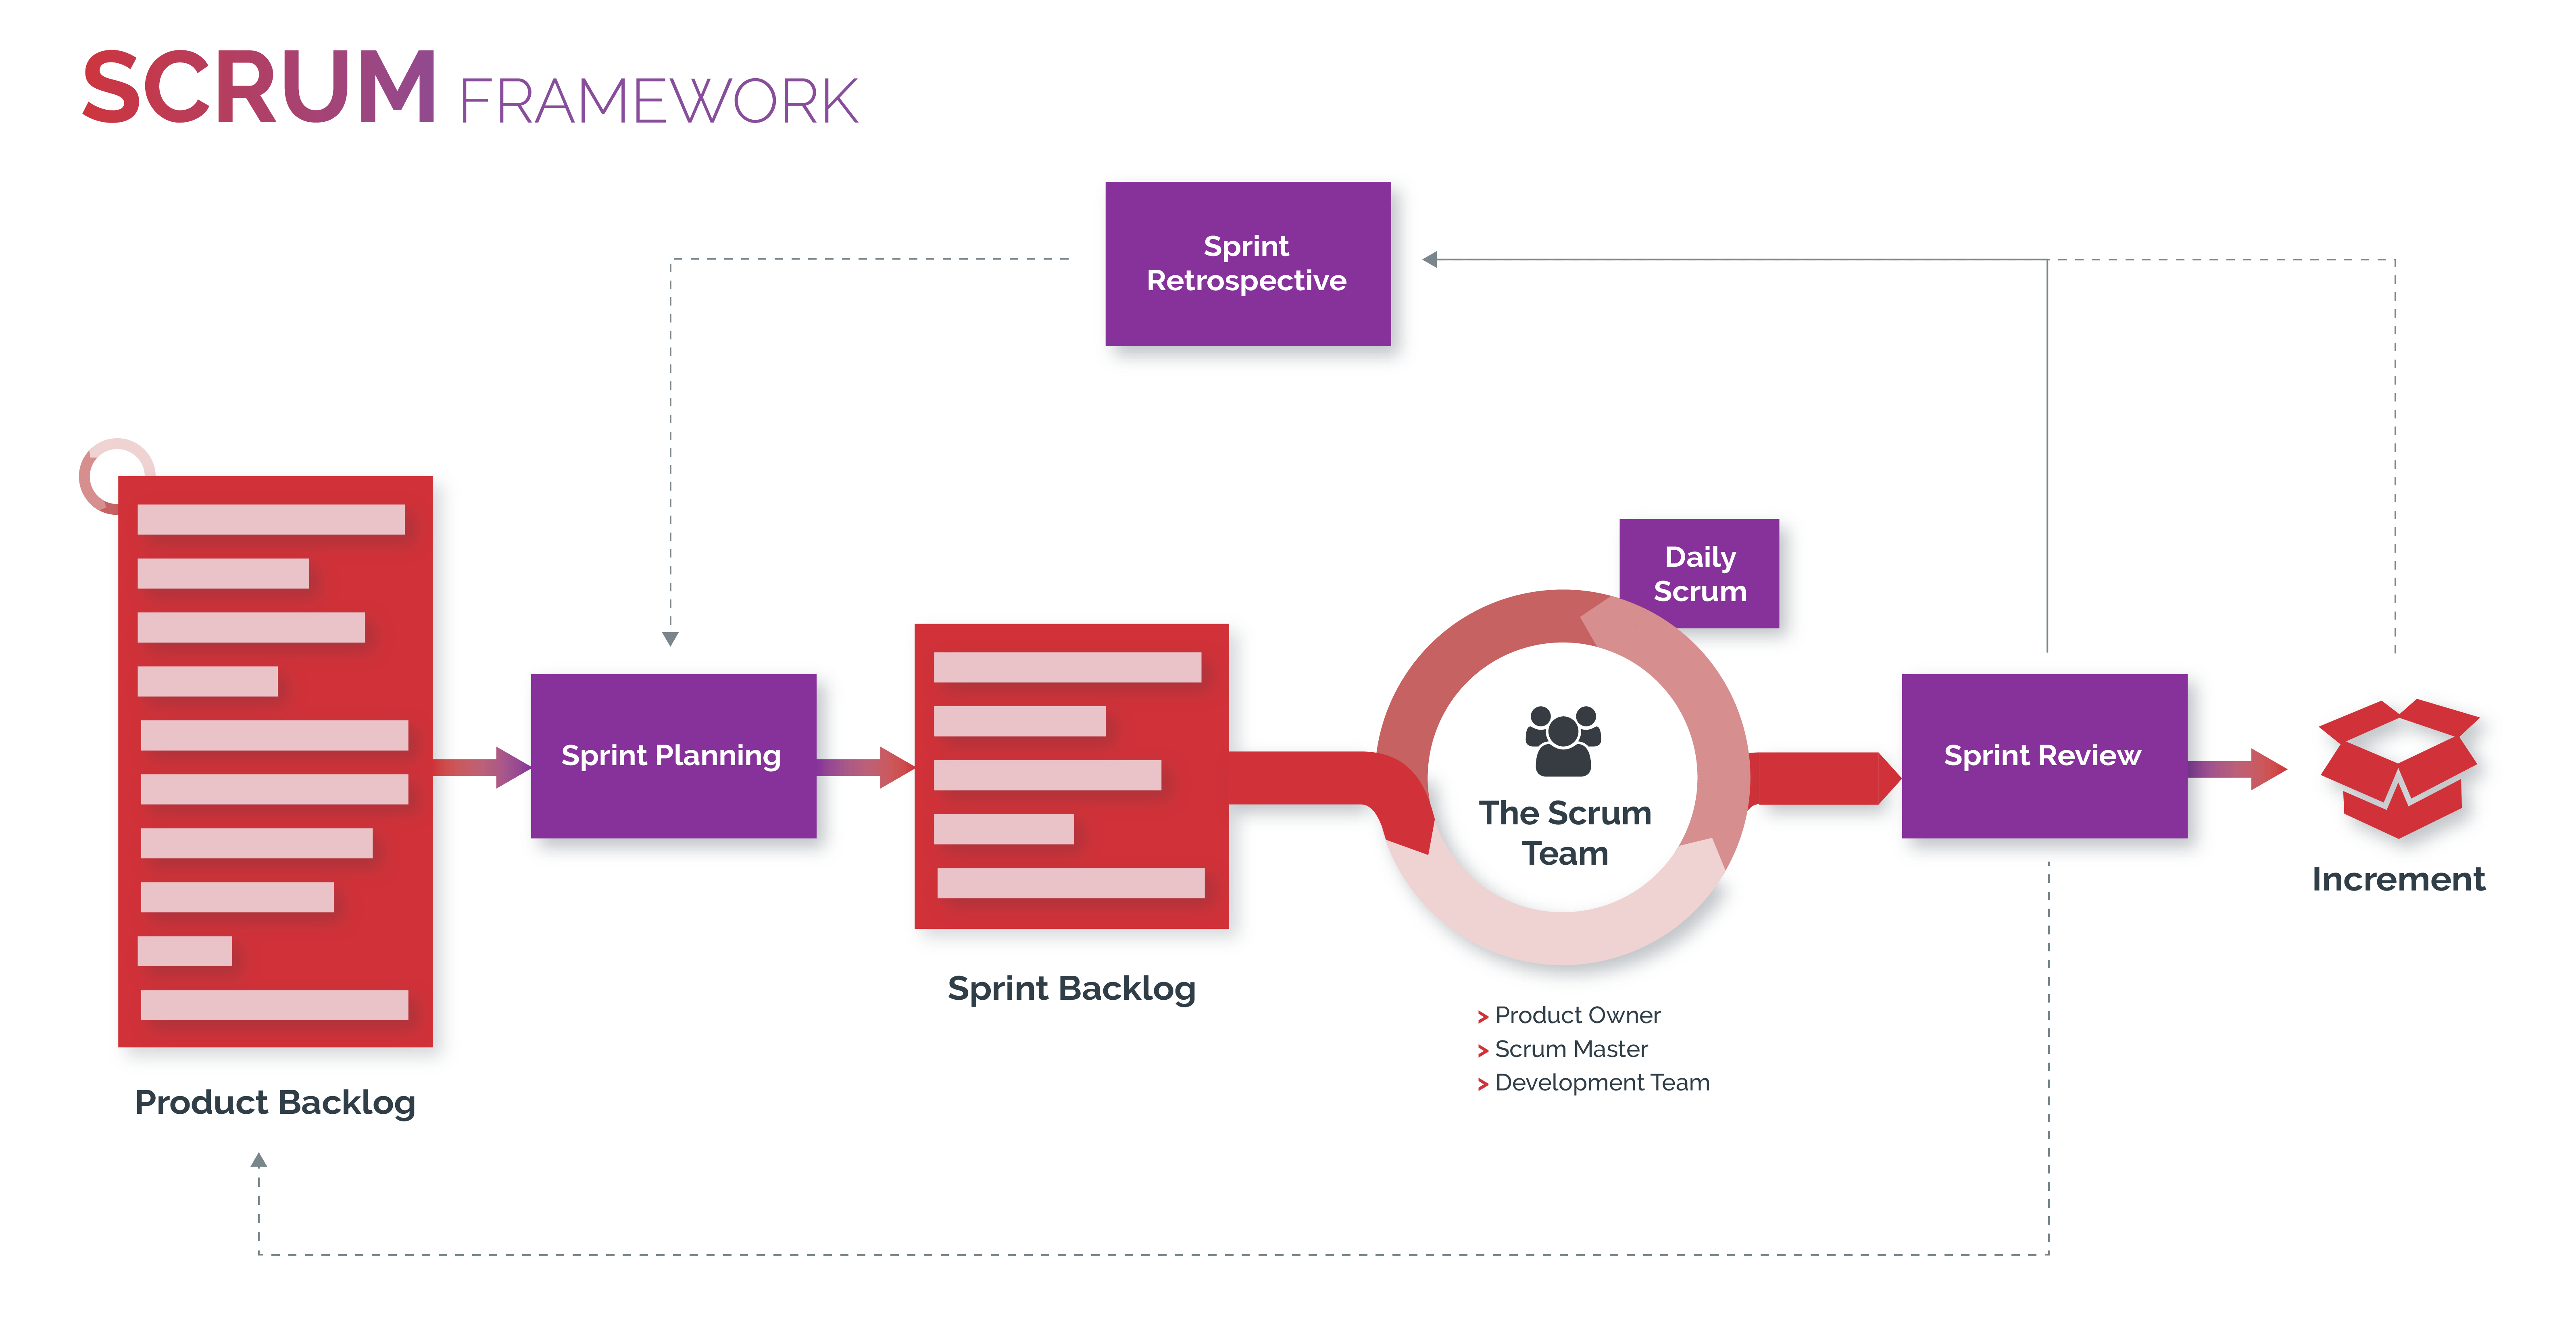 SCRUM FRAMEWORK
Sprint
Retrospective
Daily
Scrum
Sprint Planning
The Scrum
Team
Sprint Review
Increment
Sprint Backlog
> Product Owner
> Scrum Master
> Development Team
Product Backlog